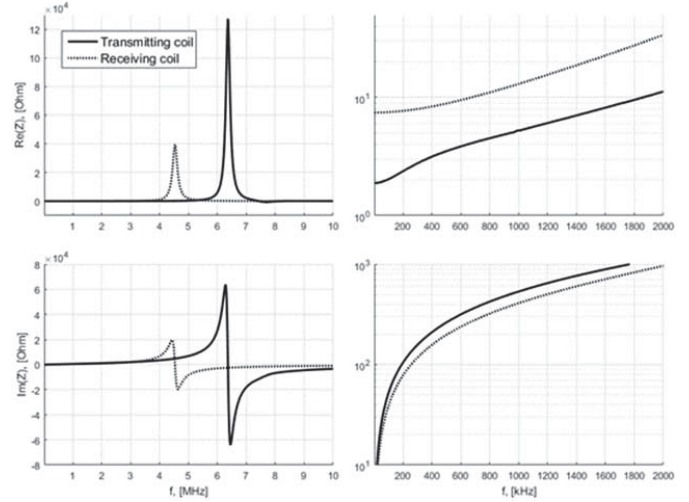 ×10⁴
12
10
8
6
4
2
0
Re(Z), [Ohm]
Transmitting coil
Receiving coil
1 2 3 4 5 6 7 8 9 10
10¹
10⁰
200 400 600 800 1000 1200 1400 1600 1800 2000
×10⁴
8
6
4
2
0
-2
-4
-6
-8
Im(Z), [Ohm]
1 2 3 4 5 6 7 8 9 10
f, [MHz]
10³
10²
10¹
200 400 600 800 1000 1200 1400 1600 1800 2000
f, [kHz]